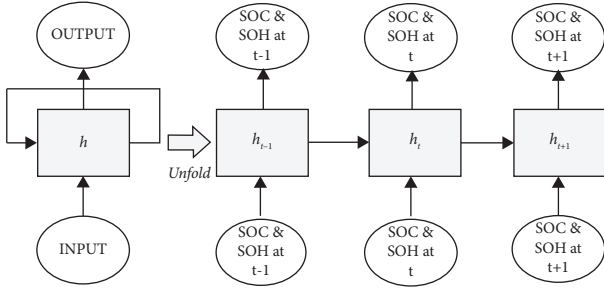 OUTPUT
SOC &
SOH at
t-1
SOC &
SOH at
t
SOC &
SOH at
t+1
h
Unfold
h_{t-1}
h_t
h_{t+1}
INPUT
SOC &
SOH at
t-1
SOC &
SOH at
t
SOC &
SOH at
t+1